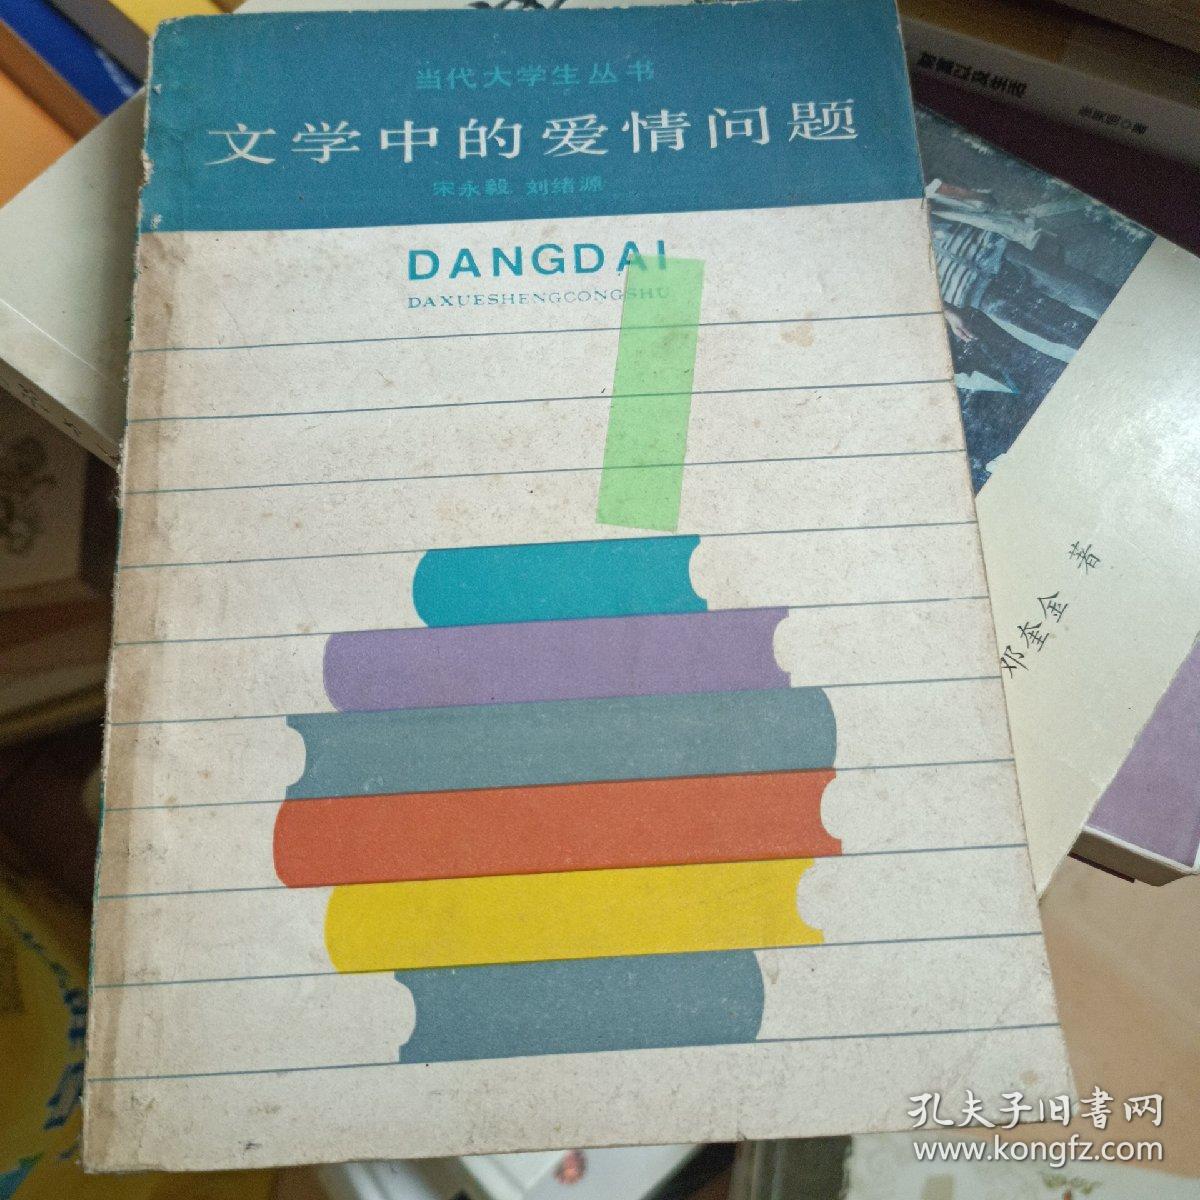 当代大学生丛书
文学中的爱情问题
宋永毅 刘绪源
DANGDAI
DAXUESHENGCONGSHU
邓奎金 著
孔夫子旧書网
www.kongfz.com